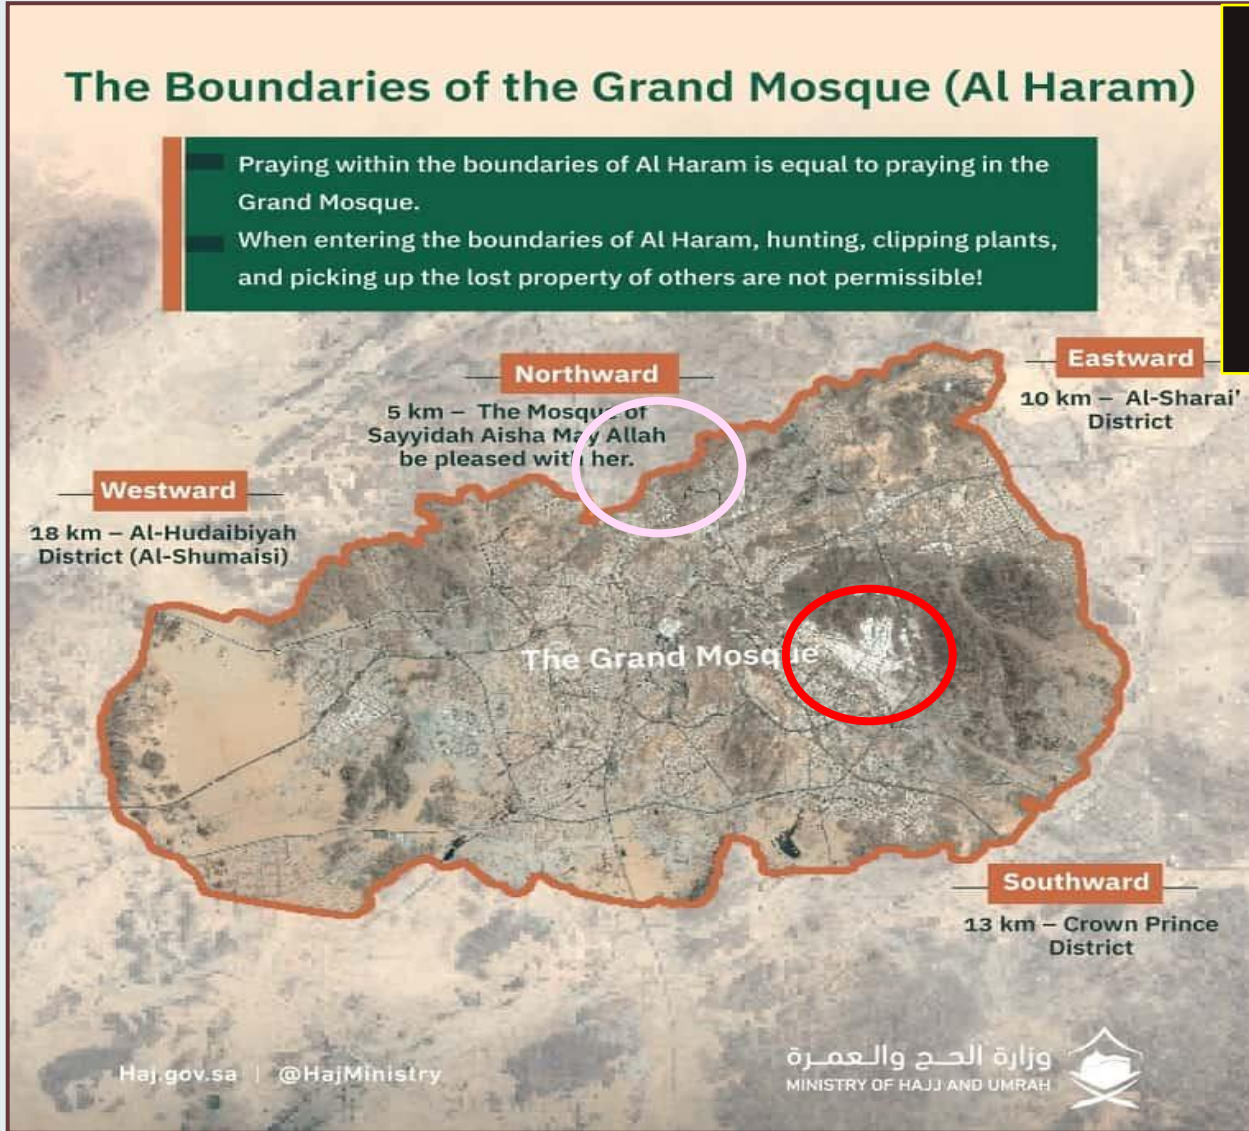 The Boundaries of the Grand Mosque (Al Haram)
Praying within the boundaries of Al Haram is equal to praying in the
Grand Mosque.
When entering the boundaries of Al Haram, hunting, clipping plants,
and picking up the lost property of others are not permissible!
Northward
5 km – The Mosque of
Sayyidah Aisha May Allah
be pleased with her.
Eastward
10 km – Al-Sharai'
District
Westward
18 km – Al-Hudaibiyah
District (Al-Shumaisi)
The Grand Mosque
Southward
13 km – Crown Prince
District
Haj.gov.sa | @HajMinistry
وزارة الحـج والـعمـرة
MINISTRY OF HAJJ AND UMRAH